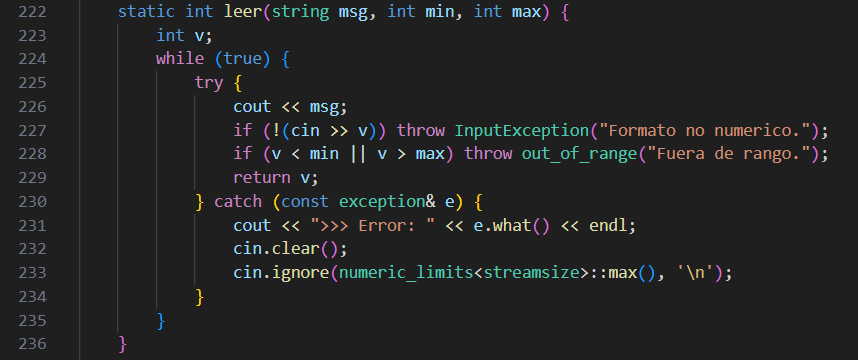 222 static int leer(string msg, int min, int max) {
223 int v;
224 while (true) {
225 try {
226 cout << msg;
227 if (!(cin >> v)) throw InputException("Formato no numerico.");
228 if (v < min || v > max) throw out_of_range("Fuera de rango.");
229 return v;
230 } catch (const exception& e) {
231 cout << ">>> Error: " << e.what() << endl;
232 cin.clear();
233 cin.ignore(numeric_limits<streamsize>::max(), '\n');
234 }
235 }
236 }